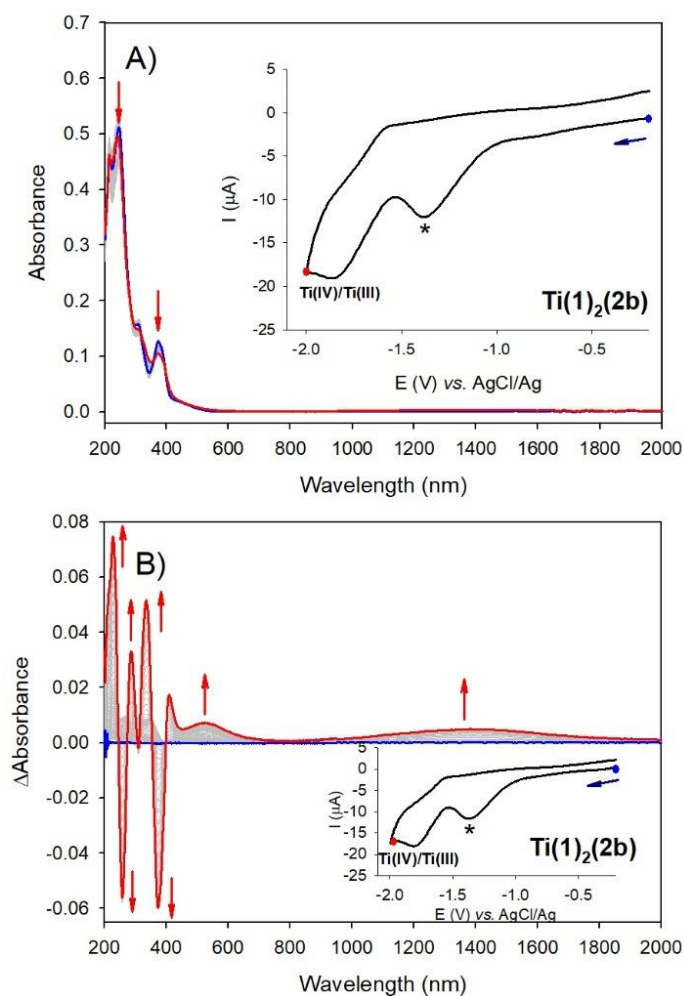 A)
0.7
0.6
0.5
0.4
0.3
0.2
0.1
0.0
Absorbance
200 400 600 800 1000 1200 1400 1600 1800 2000
Wavelength (nm)
5
0
-5
-10
-15
-20
-25
I (µA)
*
Ti(IV)/Ti(III)
Ti(1)₂(2b)
-2.0 -1.5 -1.0 -0.5
E (V) vs. AgCl/Ag
B)
0.08
0.06
0.04
0.02
0.00
-0.02
-0.04
-0.06
ΔAbsorbance
5
0
-5
-10
-15
-20
-25
I (µA)
*
Ti(IV)/Ti(III)
Ti(1)₂(2b)
-2.0 -1.5 -1.0 -0.5
E (V) vs. AgCl/Ag
200 400 600 800 1000 1200 1400 1600 1800 2000
Wavelength (nm)